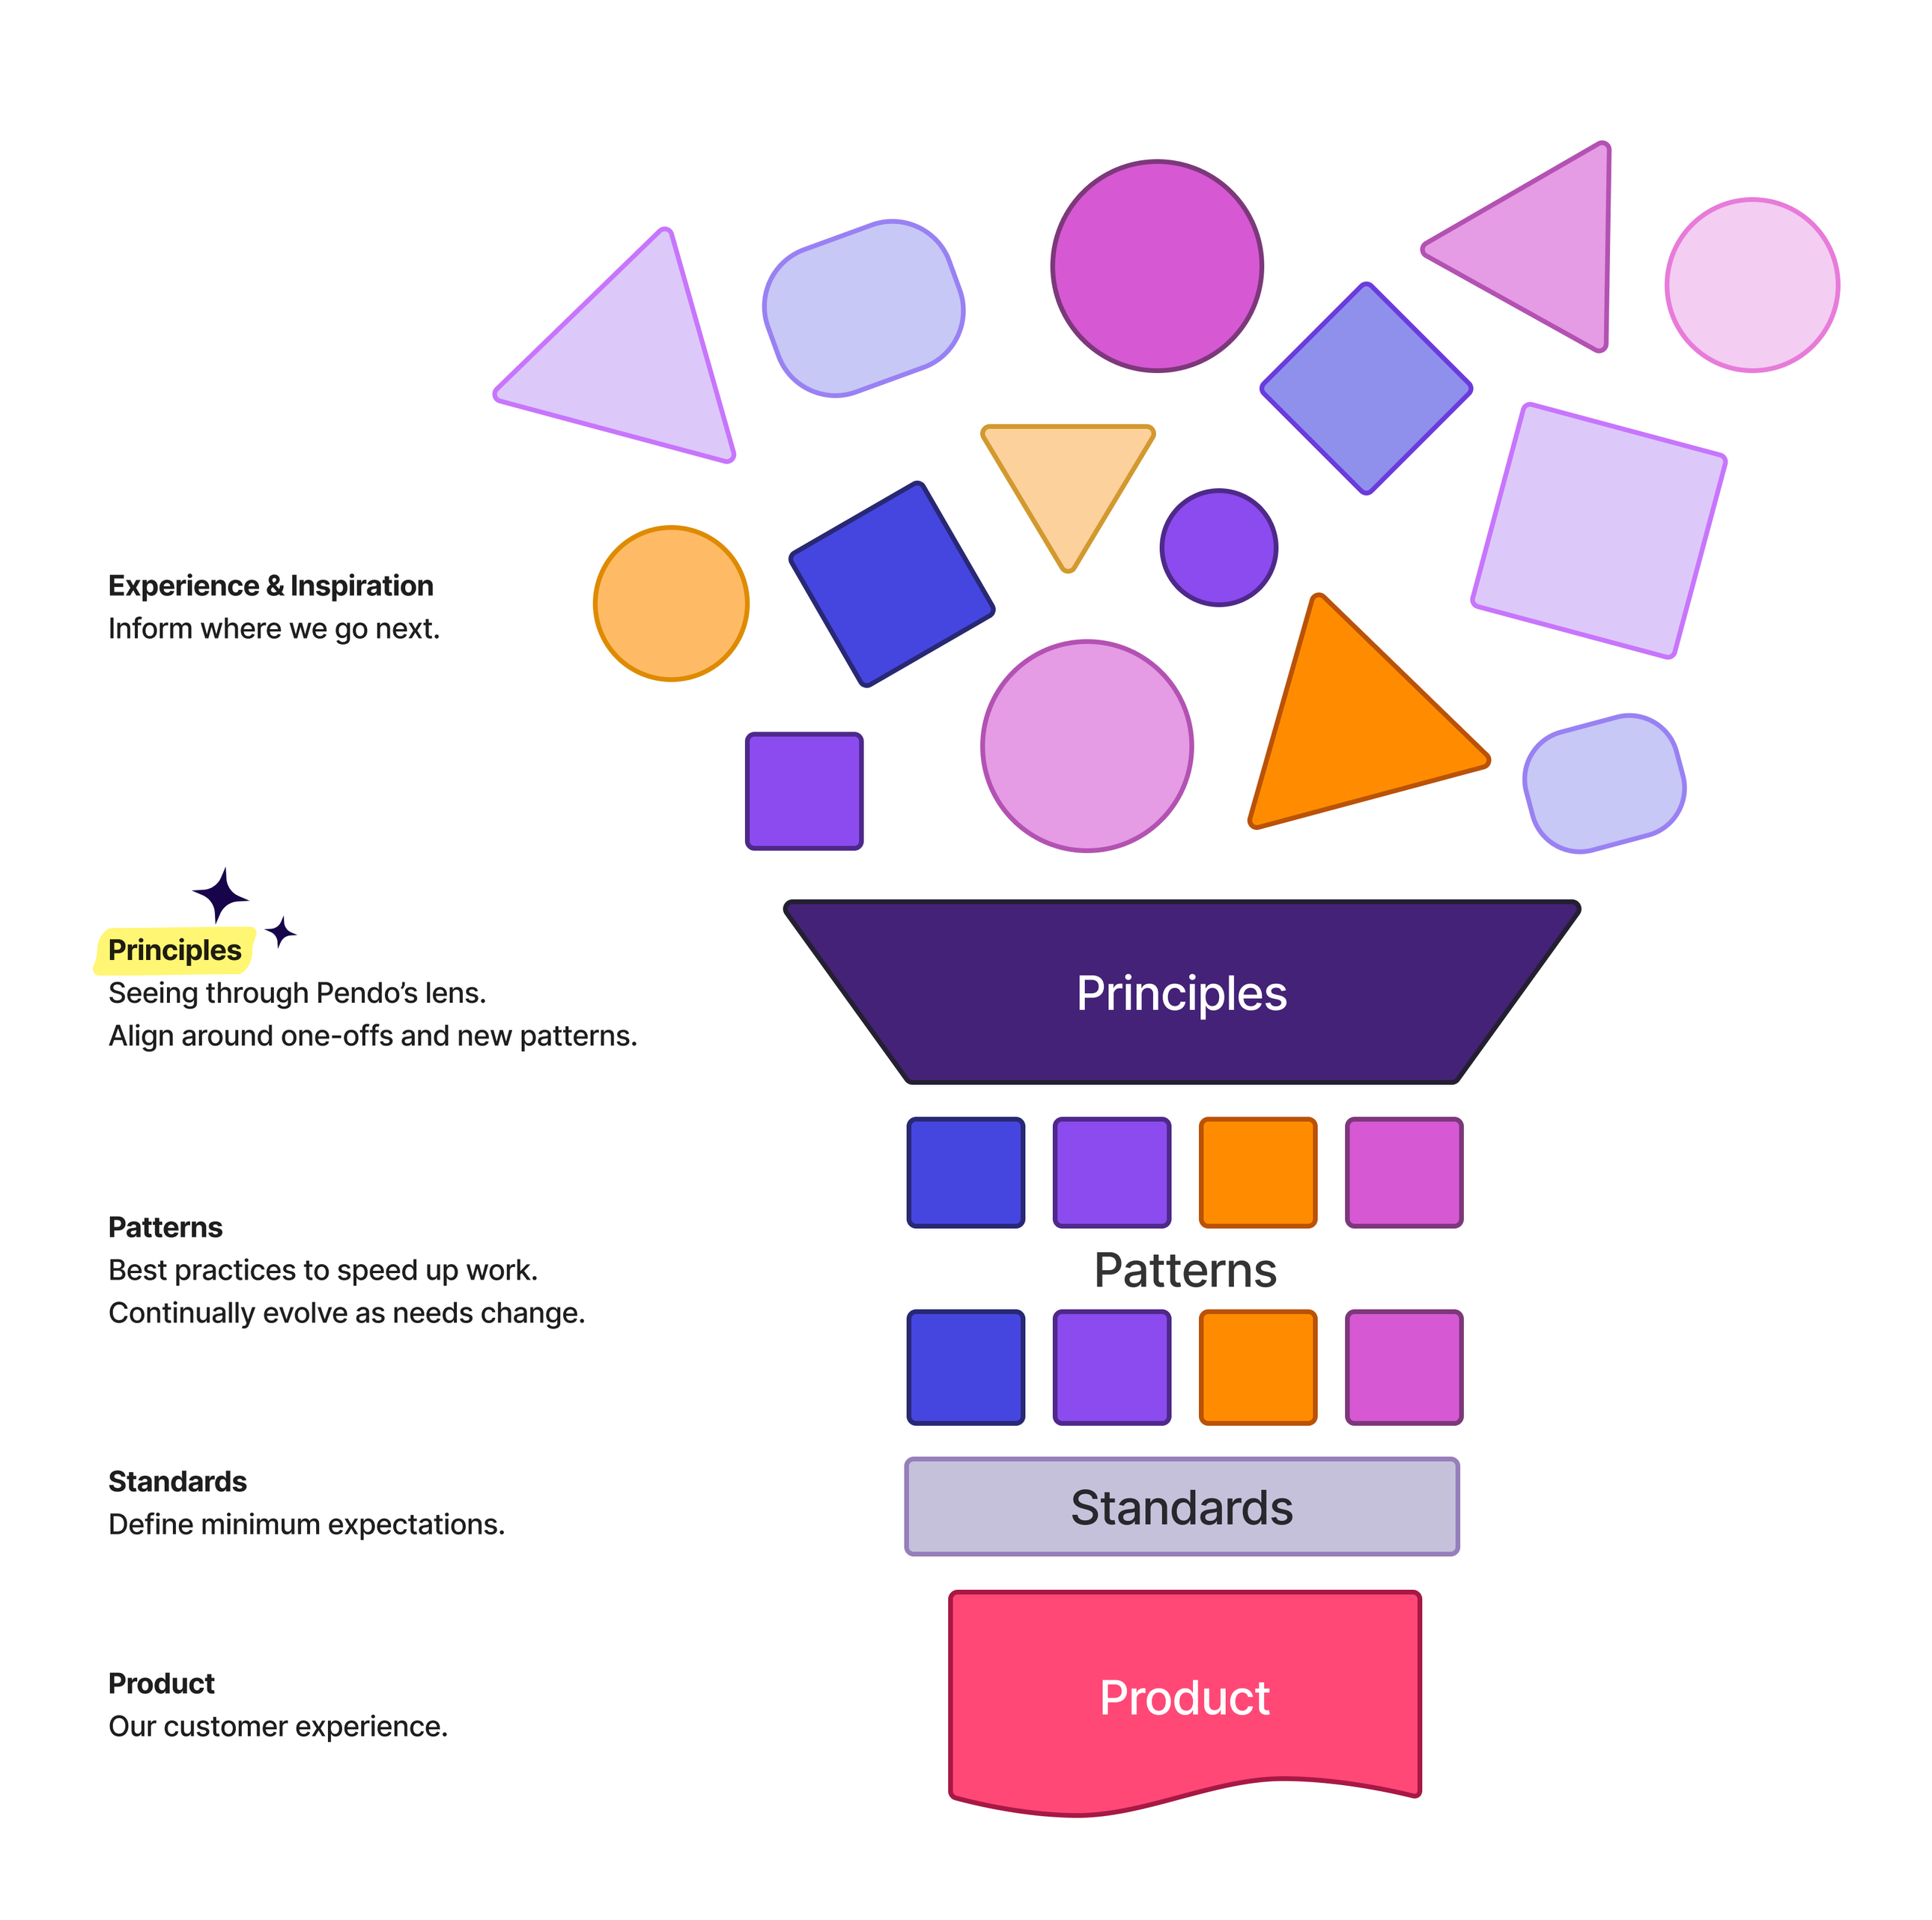 Experience & Inspiration
Inform where we go next.
Principles
Seeing through Pendo’s lens.
Align around one-offs and new patterns.
Principles
Patterns
Best practices to speed up work.
Continually evolve as needs change.
Patterns
Standards
Define minimum expectations.
Standards
Product
Our customer experience.
Product